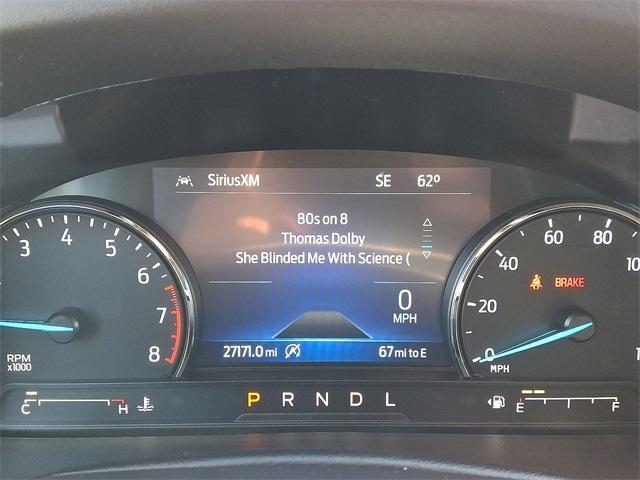 SiriusXM SE 62°
80s on 8
Thomas Dolby
She Blinded Me With Science (
0
MPH
27171.0 mi 67 mi to E
3 4 5 6 7 8
RPM
x1000
0 20 40 60 80
MPH
BRAKE
C H
P R N D L
E F